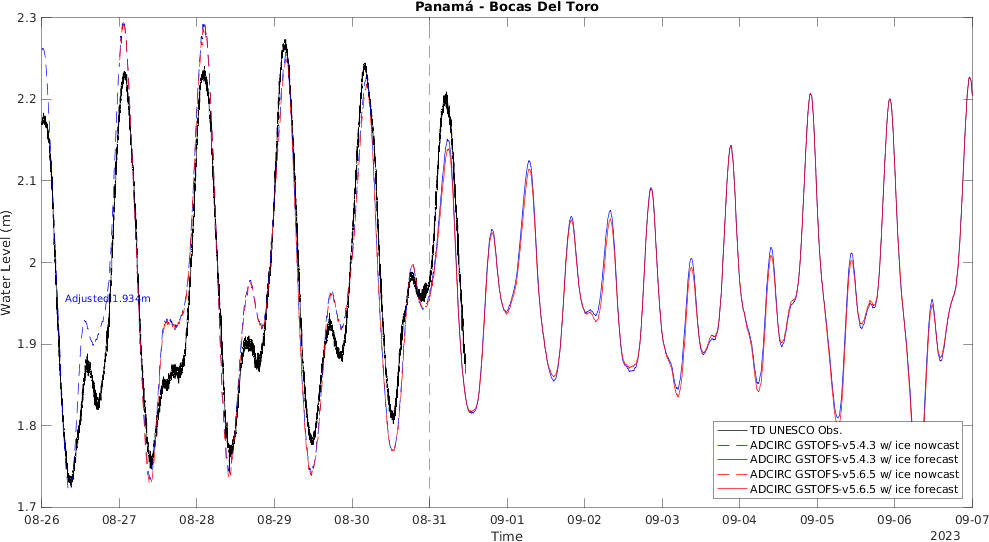 Panamá - Bocas Del Toro
2.3
2.2
2.1
2
1.9
1.8
1.7
Water Level (m)
Adjusted 1.934m
TD UNESCO Obs.
ADCIRC GSTOFS-v5.4.3 w/ ice nowcast
ADCIRC GSTOFS-v5.4.3 w/ ice forecast
ADCIRC GSTOFS-v5.6.5 w/ ice nowcast
ADCIRC GSTOFS-v5.6.5 w/ ice forecast
08-26 08-27 08-28 08-29 08-30 08-31 09-01 09-02 09-03 09-04 09-05 09-06 09-07
Time
2023